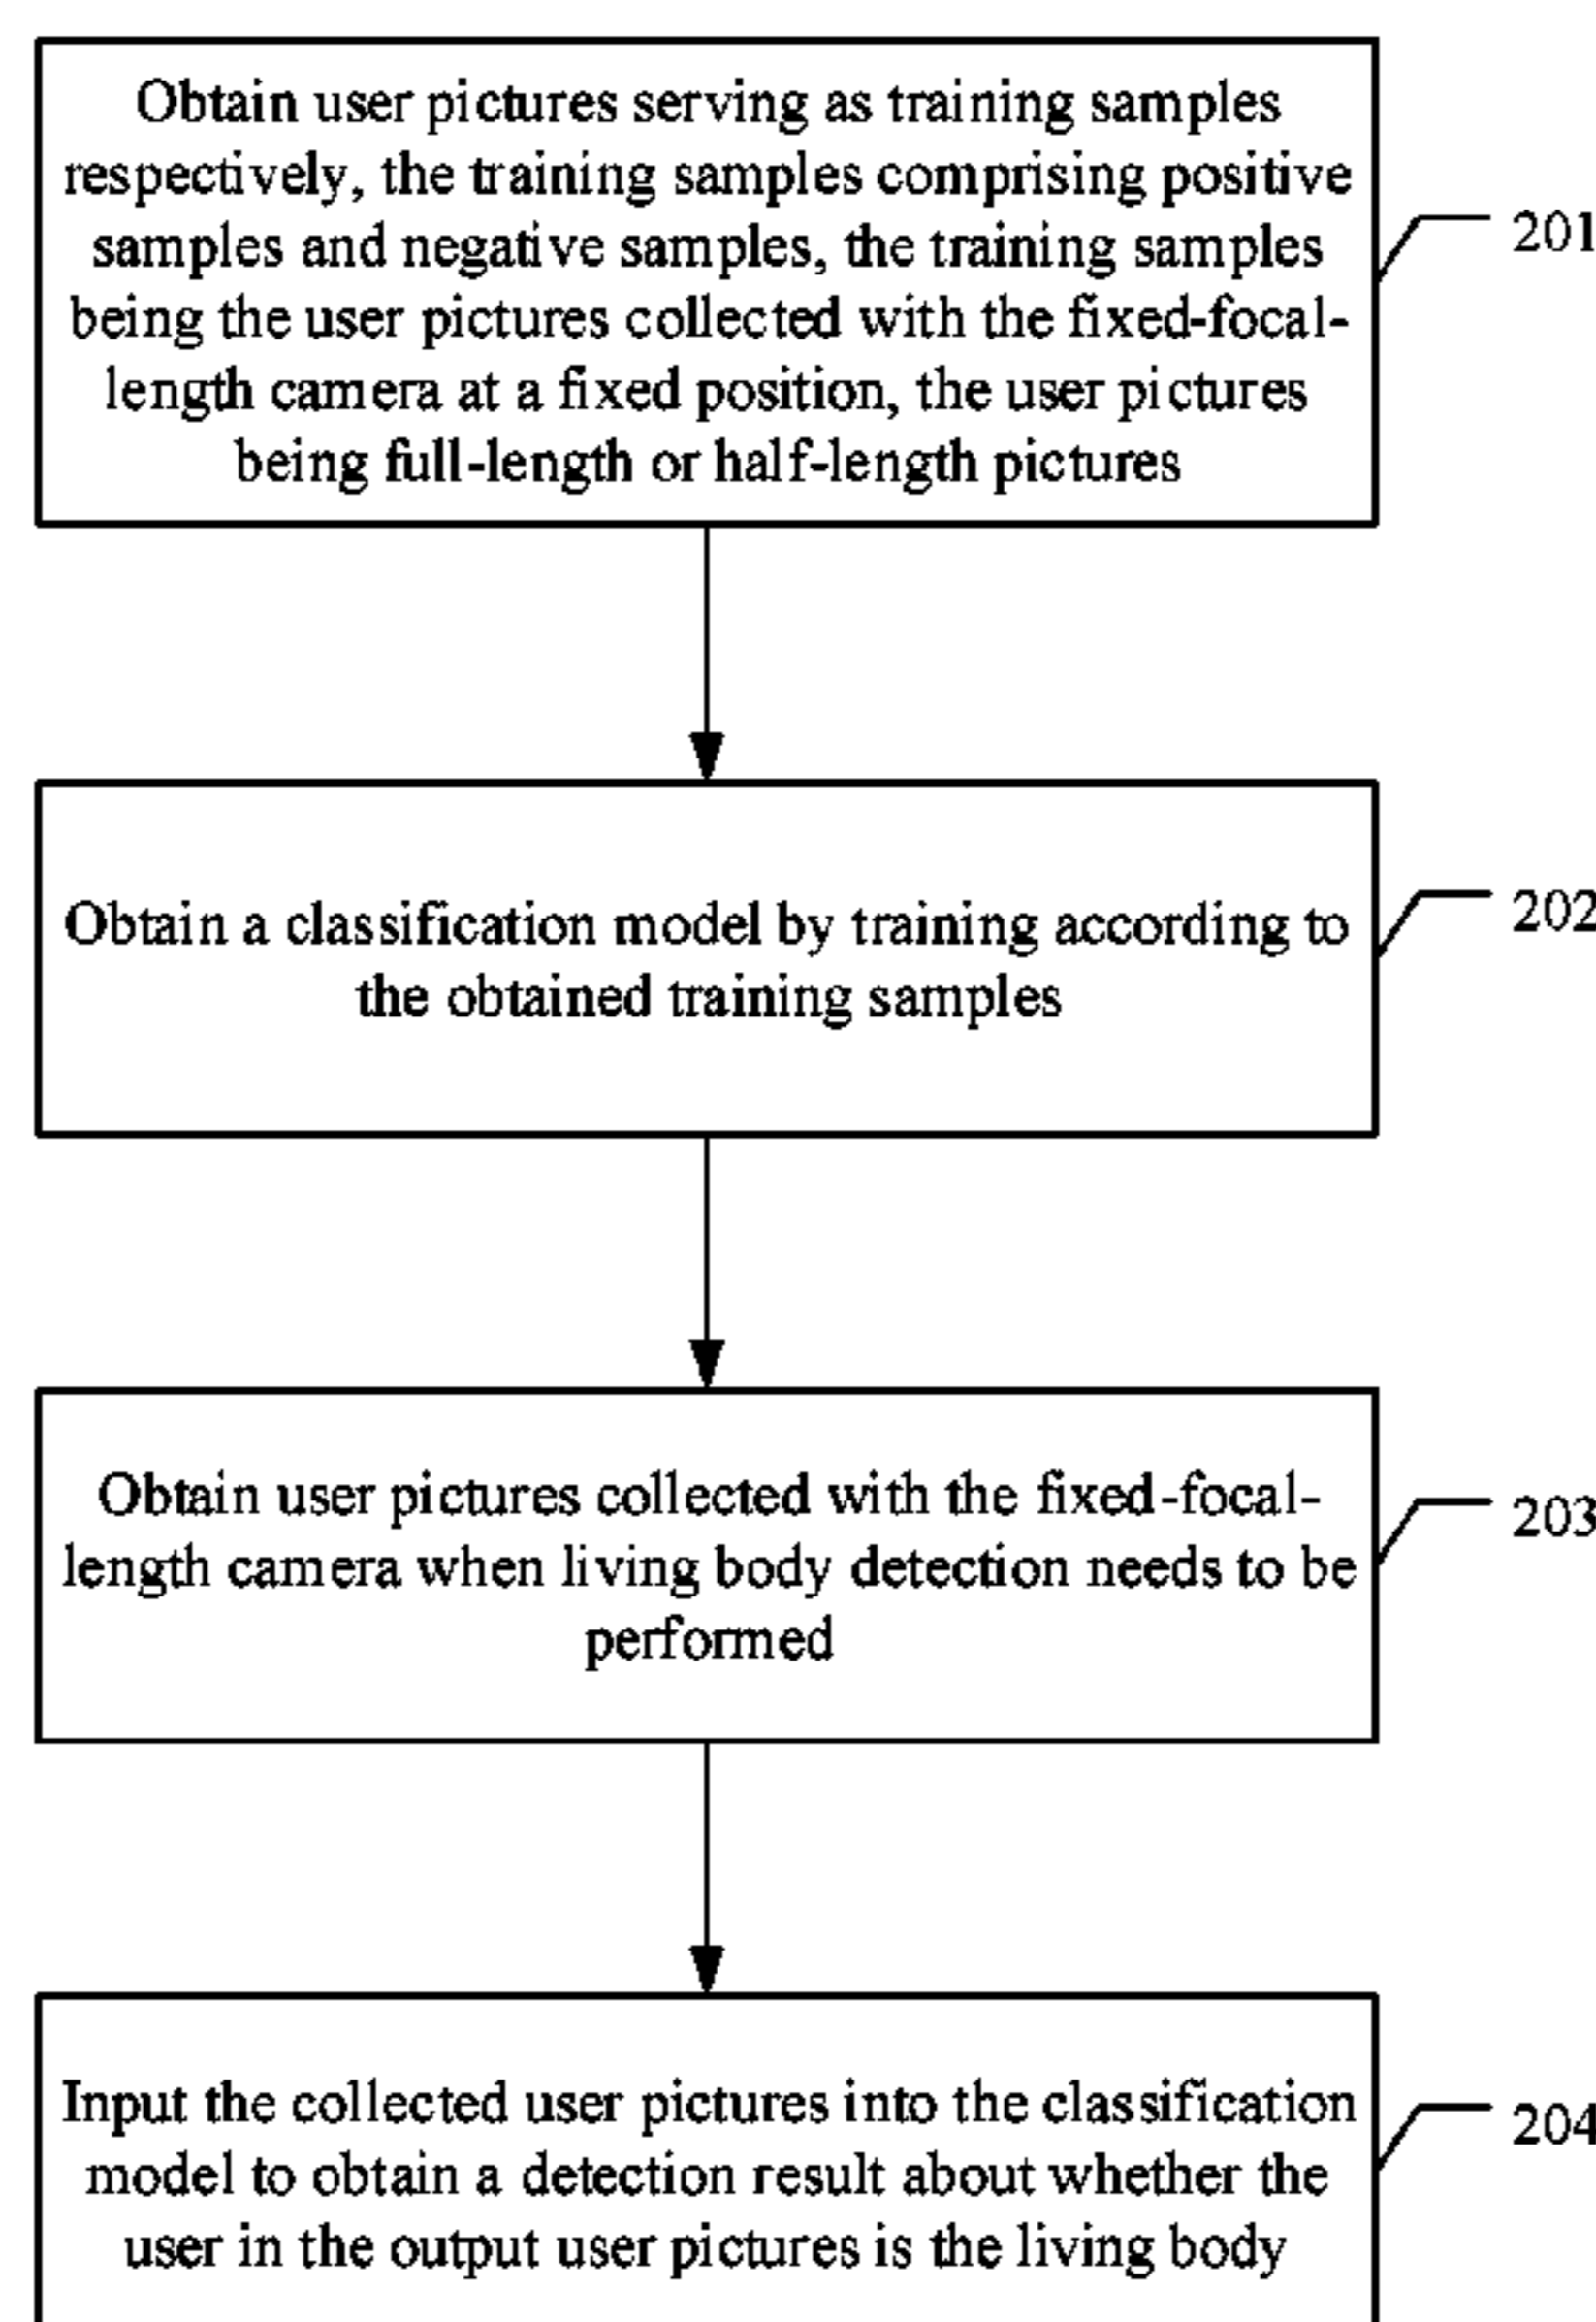 Obtain user pictures serving as training samples
respectively, the training samples comprising positive
samples and negative samples, the training samples
being the user pictures collected with the fixed-focal-
length camera at a fixed position, the user pictures
being full-length or half-length pictures
201
Obtain a classification model by training according to
the obtained training samples
202
Obtain user pictures collected with the fixed-focal-
length camera when living body detection needs to be
performed
203
Input the collected user pictures into the classification
model to obtain a detection result about whether the
user in the output user pictures is the living body
204